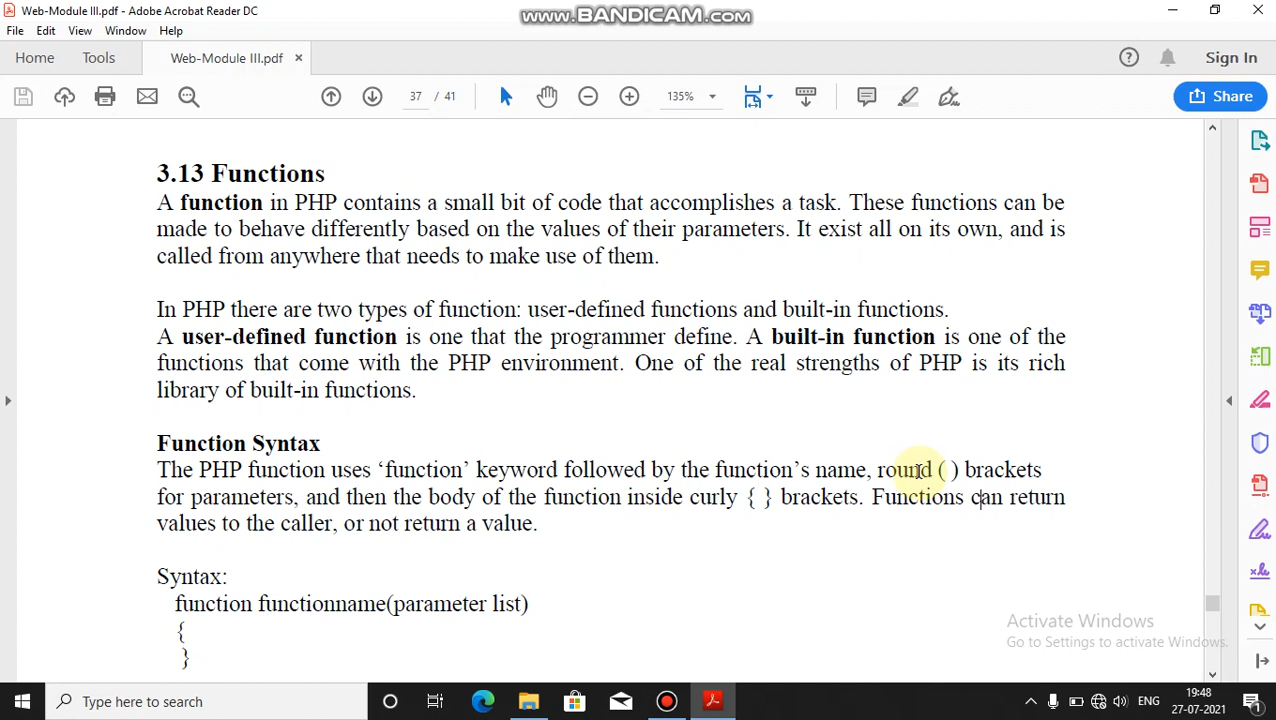 Web-Module III.pdf - Adobe Acrobat Reader DC
www.BANDICAM.com
File Edit View Window Help
Home Tools Web-Module III.pdf × Sign In
37 / 41 135% Share
3.13 Functions
A function in PHP contains a small bit of code that accomplishes a task. These functions can be
made to behave differently based on the values of their parameters. It exist all on its own, and is
called from anywhere that needs to make use of them.
In PHP there are two types of function: user-defined functions and built-in functions.
A user-defined function is one that the programmer define. A built-in function is one of the
functions that come with the PHP environment. One of the real strengths of PHP is its rich
library of built-in functions.
Function Syntax
The PHP function uses ‘function’ keyword followed by the function’s name, round ( ) brackets
for parameters, and then the body of the function inside curly { } brackets. Functions can return
values to the caller, or not return a value.
Syntax:
function functionname(parameter list)
{
}
Activate Windows
Go to Settings to activate Windows.
Type here to search
ENG
19:48
27-07-2021
1